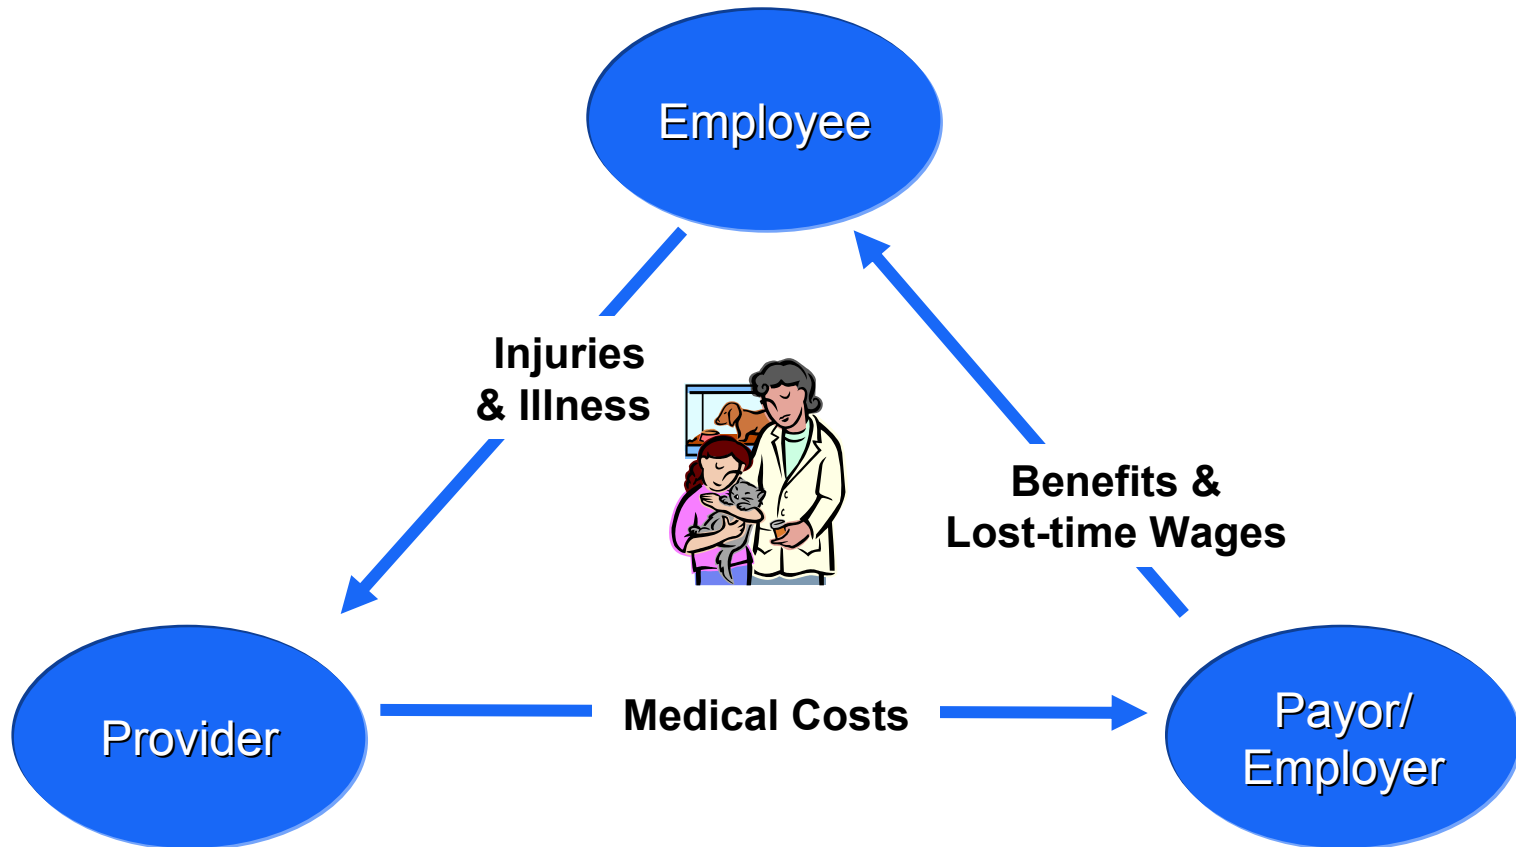 Employee
Injuries
& Illness
Benefits &
Lost-time Wages
Provider
Medical Costs
Payor/
Employer